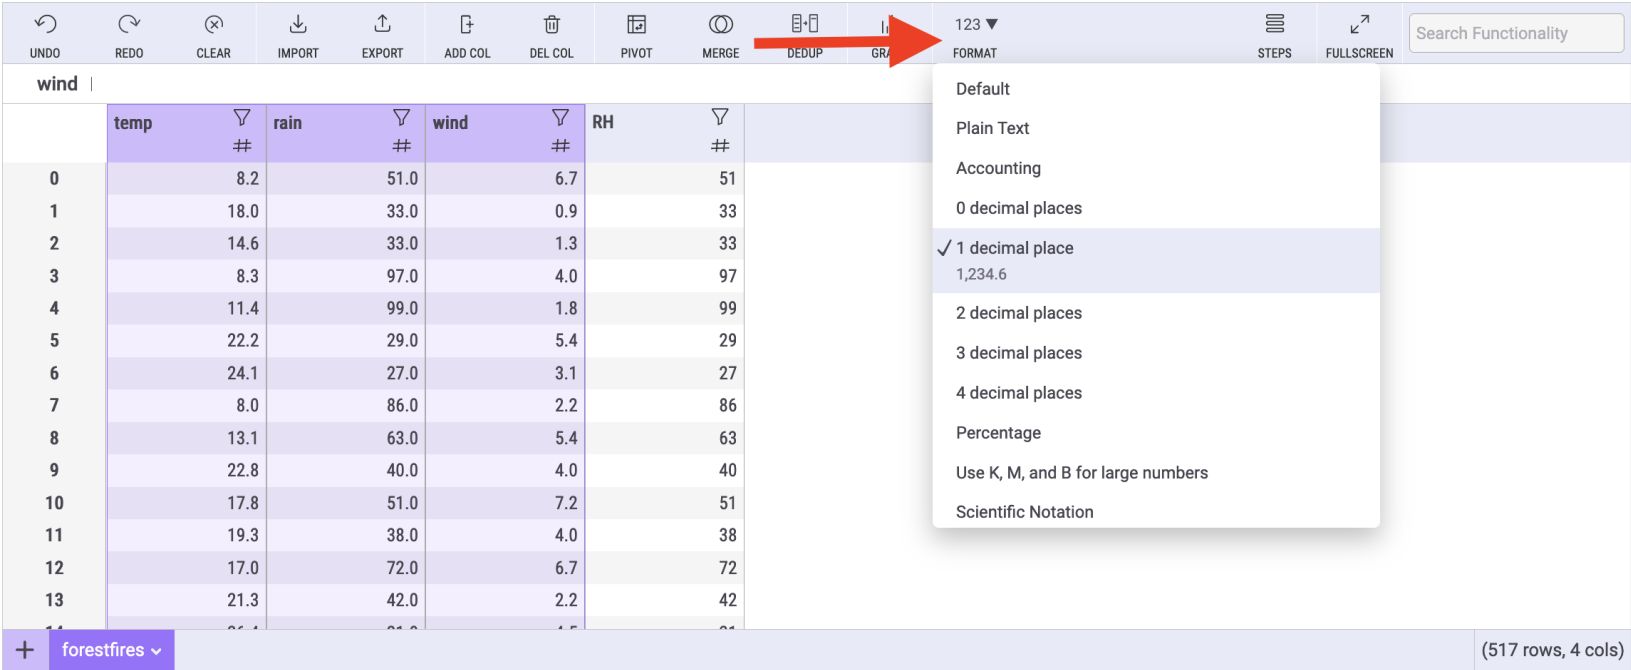 123 ▼
Search Functionality
UNDO REDO CLEAR IMPORT EXPORT ADD COL DEL COL PIVOT MERGE DEDUP FORMAT STEPS FULLSCREEN
wind
Default
Plain Text
Accounting
0 decimal places
✓ 1 decimal place
1,234.6
2 decimal places
3 decimal places
4 decimal places
Percentage
Use K, M, and B for large numbers
Scientific Notation
temp rain wind RH
0 8.2 51.0 6.7 51
1 18.0 33.0 0.9 33
2 14.6 33.0 1.3 33
3 8.3 97.0 4.0 97
4 11.4 99.0 1.8 99
5 22.2 29.0 5.4 29
6 24.1 27.0 3.1 27
7 8.0 86.0 2.2 86
8 13.1 63.0 5.4 63
9 22.8 40.0 4.0 40
10 17.8 51.0 7.2 51
11 19.3 38.0 4.0 38
12 17.0 72.0 6.7 72
13 21.3 42.0 2.2 42
+ forestfires
(517 rows, 4 cols)